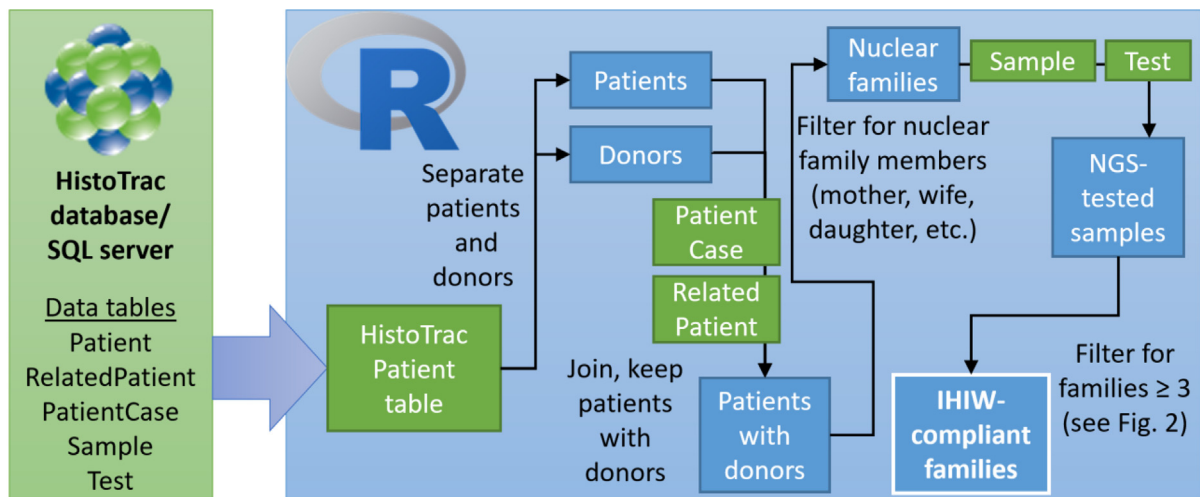 HistoTrac
database/
SQL server
Data tables
Patient
RelatedPatient
PatientCase
Sample
Test
R
Separate
patients
and
donors
HistoTrac
Patient
table
Patients
Donors
Patient
Case
Related
Patient
Join, keep
patients
with
donors
Patients
with
donors
Nuclear
families
Sample
Test
Filter for nuclear
family members
(mother, wife,
daughter, etc.)
NGS-
tested
samples
Filter for
families ≥ 3
(see Fig. 2)
IHIW-
compliant
families